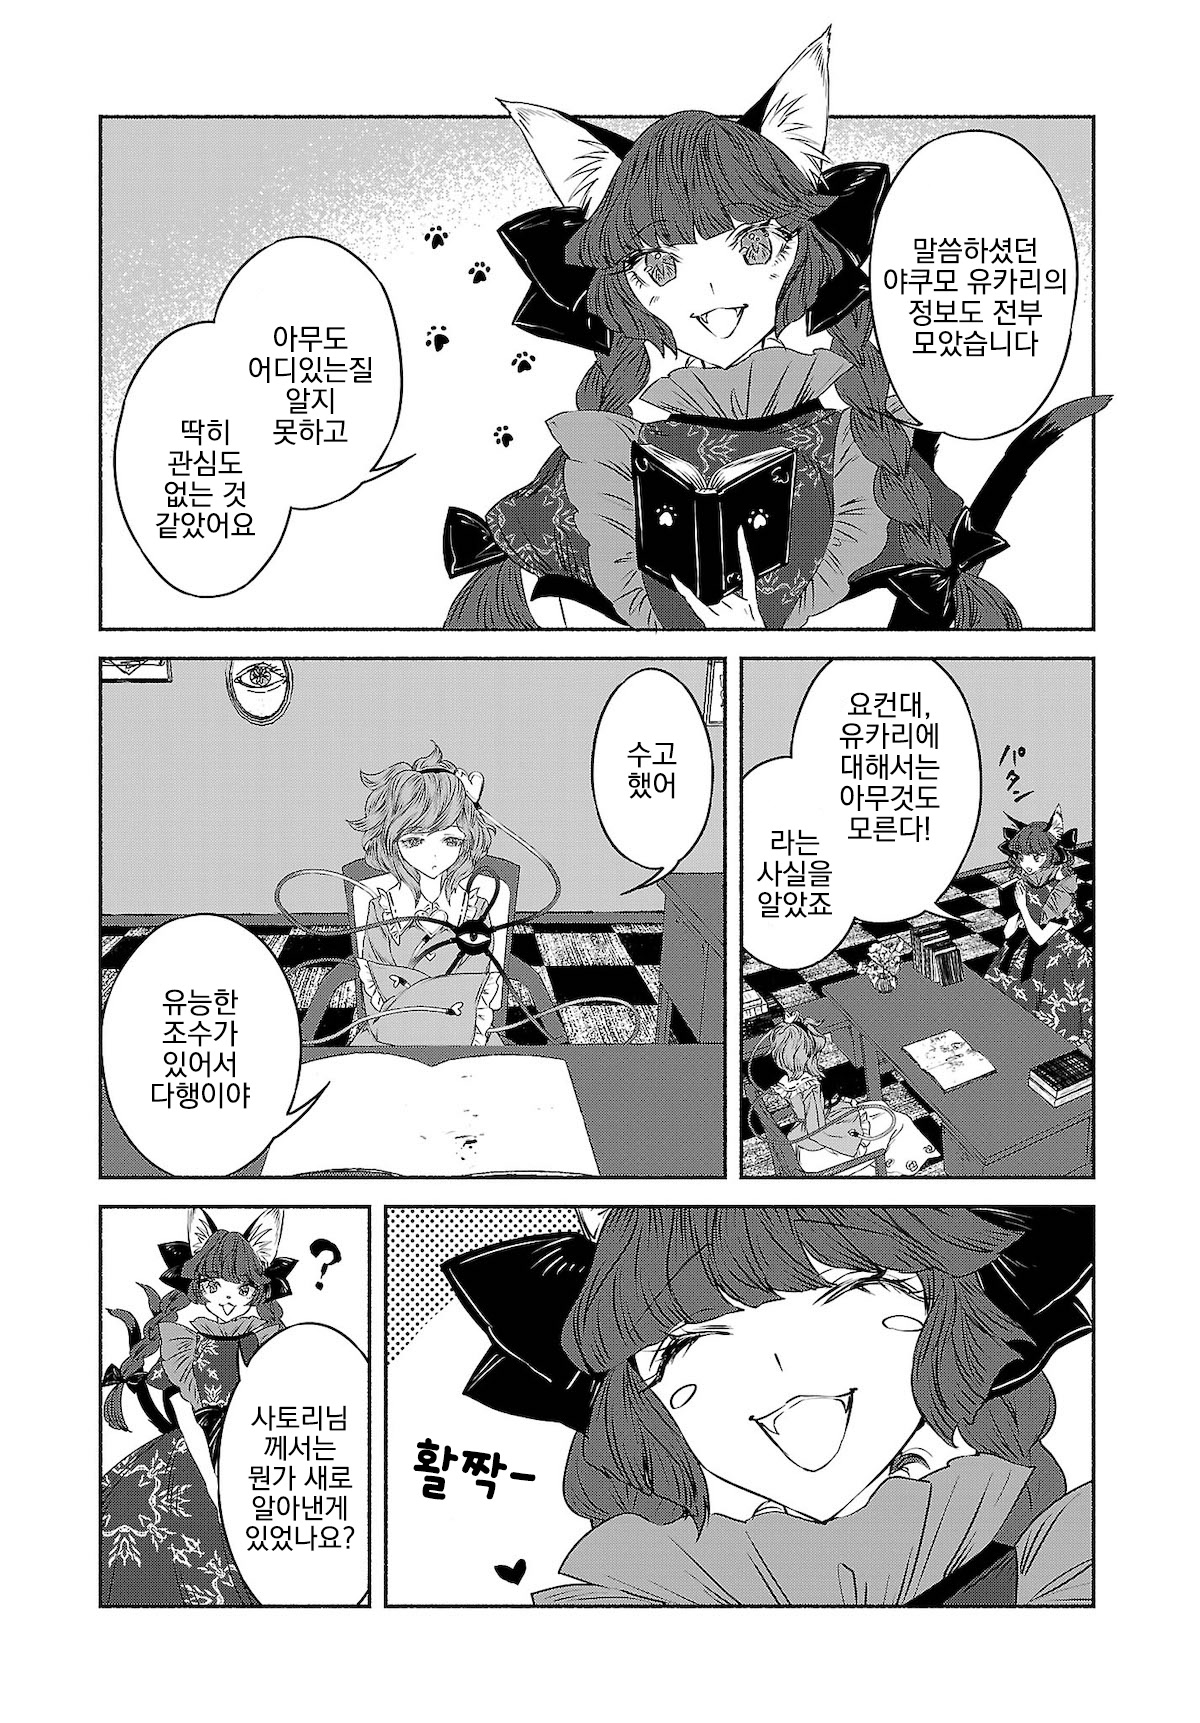 말씀하셨던
야쿠모 유카리의
정보도 전부
모았습니다
아무도
어디있는질
알지
못하고
딱히
관심도
없는 것
같았어요
요컨대,
유카리에
대해서는
아무것도
모른다!
라는
사실을
알았죠
パタン
수고
했어
유능한
조수가
있어서
다행이야
활짝-
사토리님
께서는
뭔가 새로
알아낸게
있었나요?
?